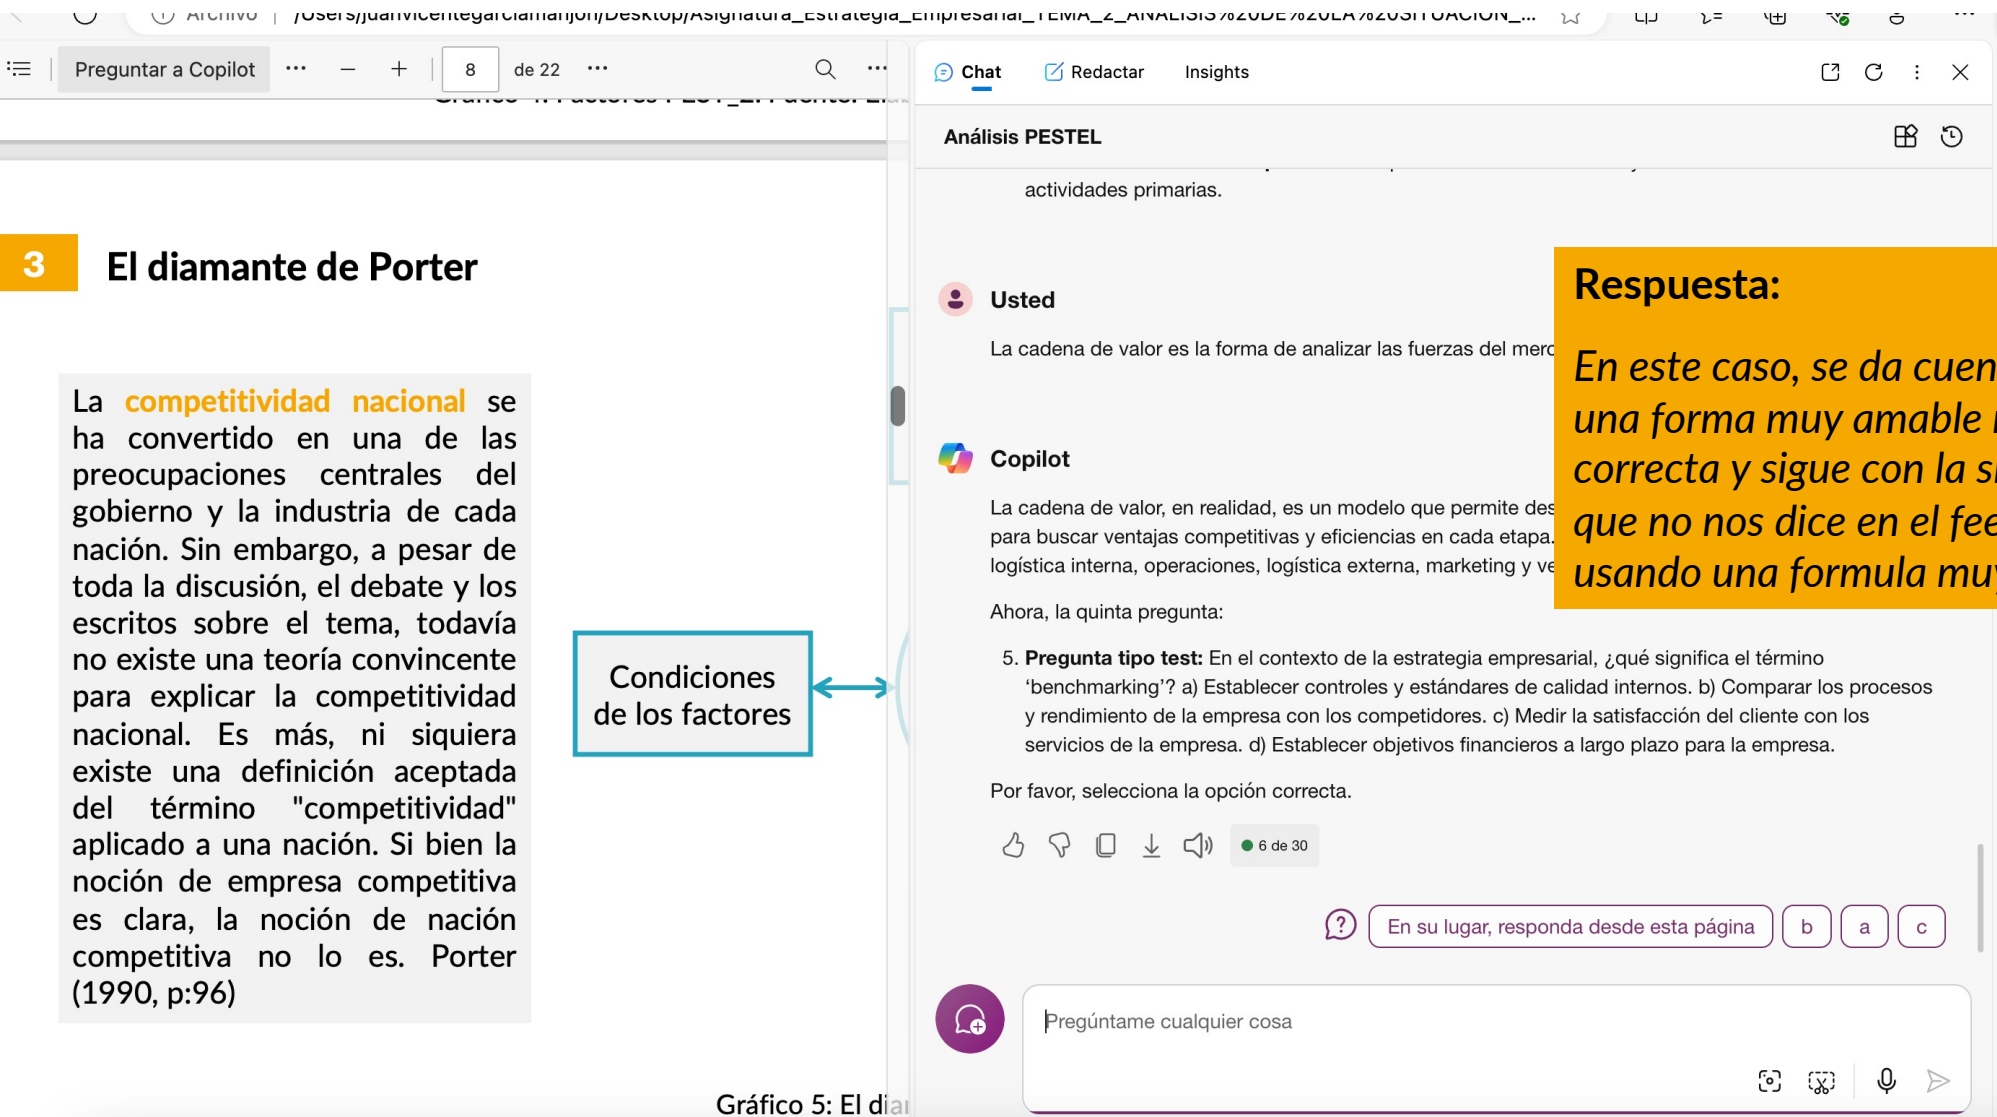 Archivo | /Users/juanvicentegarciamanjon/Desktop/Asignatura_Estrategia_Empresarial_TEMA_2_ANALISIS%20DE%20LA%20SITUACION_...
Preguntar a Copilot
8
de 22
Chat
Redactar
Insights
Análisis PESTEL
3
El diamante de Porter
La competitividad nacional se
ha convertido en una de las
preocupaciones centrales del
gobierno y la industria de cada
nación. Sin embargo, a pesar de
toda la discusión, el debate y los
escritos sobre el tema, todavía
no existe una teoría convincente
para explicar la competitividad
nacional. Es más, ni siquiera
existe una definición aceptada
del término "competitividad"
aplicado a una nación. Si bien la
noción de empresa competitiva
es clara, la noción de nación
competitiva no lo es. Porter
(1990, p:96)
Condiciones
de los factores
Gráfico 5: El dia
actividades primarias.
Usted
La cadena de valor es la forma de analizar las fuerzas del merc
Copilot
La cadena de valor, en realidad, es un modelo que permite des
para buscar ventajas competitivas y eficiencias en cada etapa.
logística interna, operaciones, logística externa, marketing y ve
Ahora, la quinta pregunta:
5. Pregunta tipo test: En el contexto de la estrategia empresarial, ¿qué significa el término
‘benchmarking’? a) Establecer controles y estándares de calidad internos. b) Comparar los procesos
y rendimiento de la empresa con los competidores. c) Medir la satisfacción del cliente con los
servicios de la empresa. d) Establecer objetivos financieros a largo plazo para la empresa.
Por favor, selecciona la opción correcta.
6 de 30
En su lugar, responda desde esta página
b
a
c
Pregúntame cualquier cosa
Respuesta:
En este caso, se da cuen
una forma muy amable
correcta y sigue con la
que no nos dice en el fee
usando una formula muy